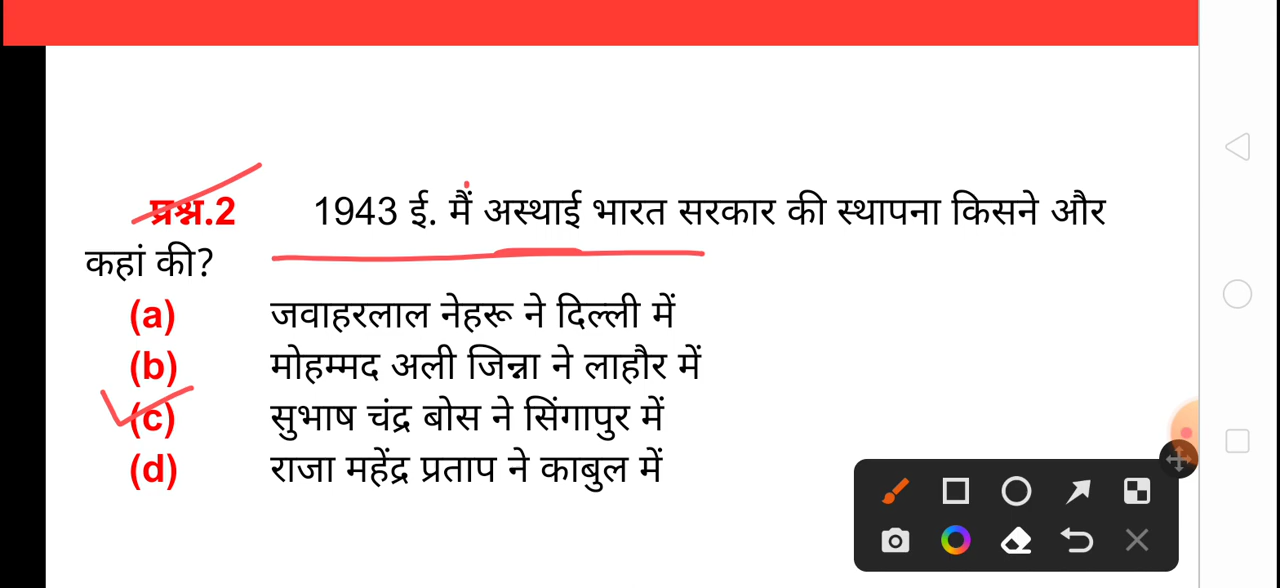 प्रश्न.2 1943 ई. में अस्थाई भारत सरकार की स्थापना किसने और
कहां की?
(a) जवाहरलाल नेहरू ने दिल्ली में
(b) मोहम्मद अली जिन्ना ने लाहौर में
(c) सुभाष चंद्र बोस ने सिंगापुर में
(d) राजा महेंद्र प्रताप ने काबुल में